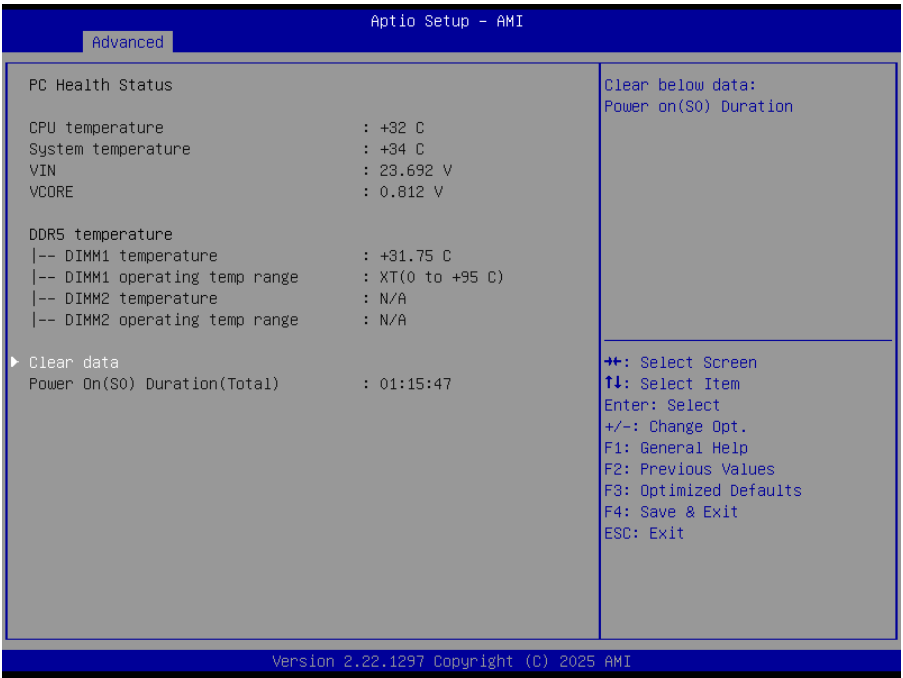 Aptio Setup – AMI
Advanced
PC Health Status
CPU temperature : +32 C
System temperature : +34 C
VIN : 23.692 V
VCORE : 0.812 V
DDR5 temperature
|-- DIMM1 temperature : +31.75 C
|-- DIMM1 operating temp range : XT(0 to +95 C)
|-- DIMM2 temperature : N/A
|-- DIMM2 operating temp range : N/A
Clear data
Power On(S0) Duration(Total) : 01:15:47
Clear below data:
Power on(S0) Duration
→←: Select Screen
↑↓: Select Item
Enter: Select
+/-: Change Opt.
F1: General Help
F2: Previous Values
F3: Optimized Defaults
F4: Save & Exit
ESC: Exit
Version 2.22.1297 Copyright (C) 2025 AMI